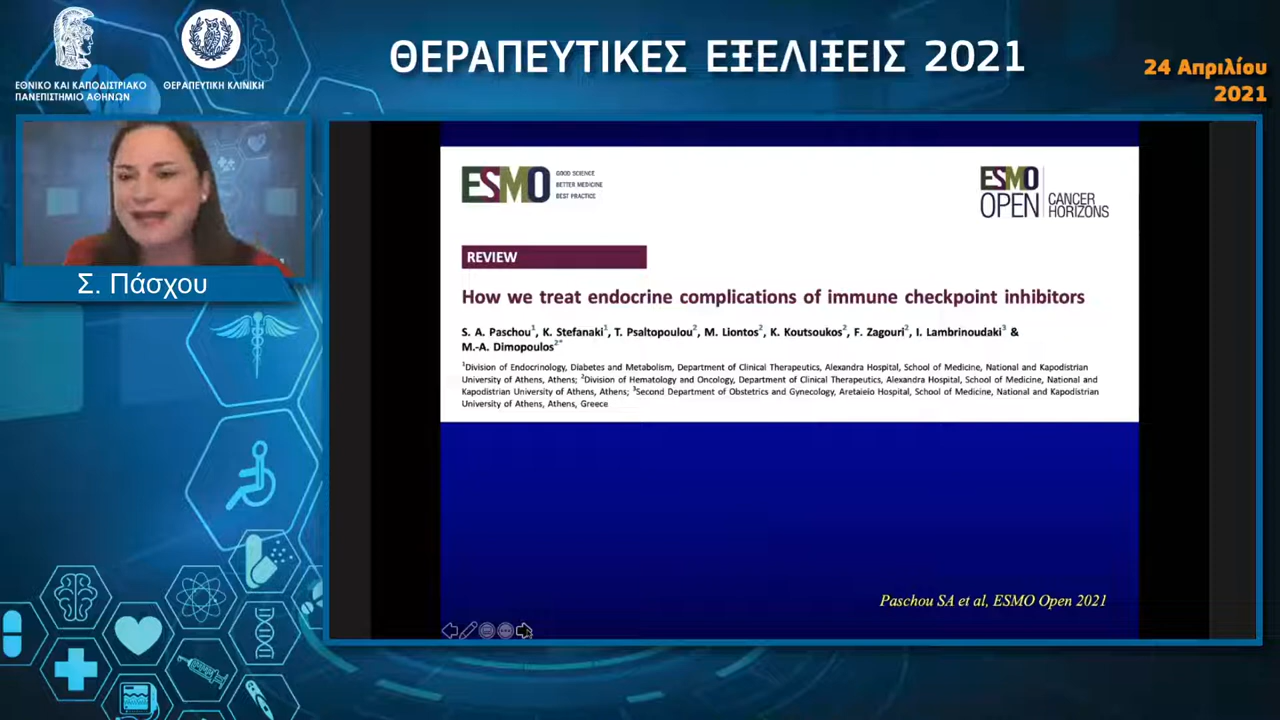 ΕΘΝΙΚΟ ΚΑΙ ΚΑΠΟΔΙΣΤΡΙΑΚΟ
ΠΑΝΕΠΙΣΤΗΜΙΟ ΑΘΗΝΩΝ
ΘΕΡΑΠΕΥΤΙΚΗ ΚΛΙΝΙΚΗ
ΘΕΡΑΠΕΥΤΙΚΕΣ ΕΞΕΛΙΞΕΙΣ 2021
24 Απριλίου
2021
Σ. Πάσχου
ESMO
GOOD SCIENCE
BETTER MEDICINE
BEST PRACTICE
ESMO
OPEN
CANCER
HORIZONS
REVIEW
How we treat endocrine complications of immune checkpoint inhibitors
S. A. Paschou1, K. Stefanaki1, T. Psaltopoulou2, M. Liontos2, K. Koutsoukos2, F. Zagouri2, I. Lambrinoudaki3 &
M.-A. Dimopoulos2*
1Division of Endocrinology, Diabetes and Metabolism, Department of Clinical Therapeutics, Alexandra Hospital, School of Medicine, National and Kapodistrian
University of Athens, Athens; 2Division of Hematology and Oncology, Department of Clinical Therapeutics, Alexandra Hospital, School of Medicine, National and
Kapodistrian University of Athens, Athens; 3Second Department of Obstetrics and Gynecology, Aretaieio Hospital, School of Medicine, National and Kapodistrian
University of Athens, Athens, Greece
Paschou SA et al, ESMO Open 2021